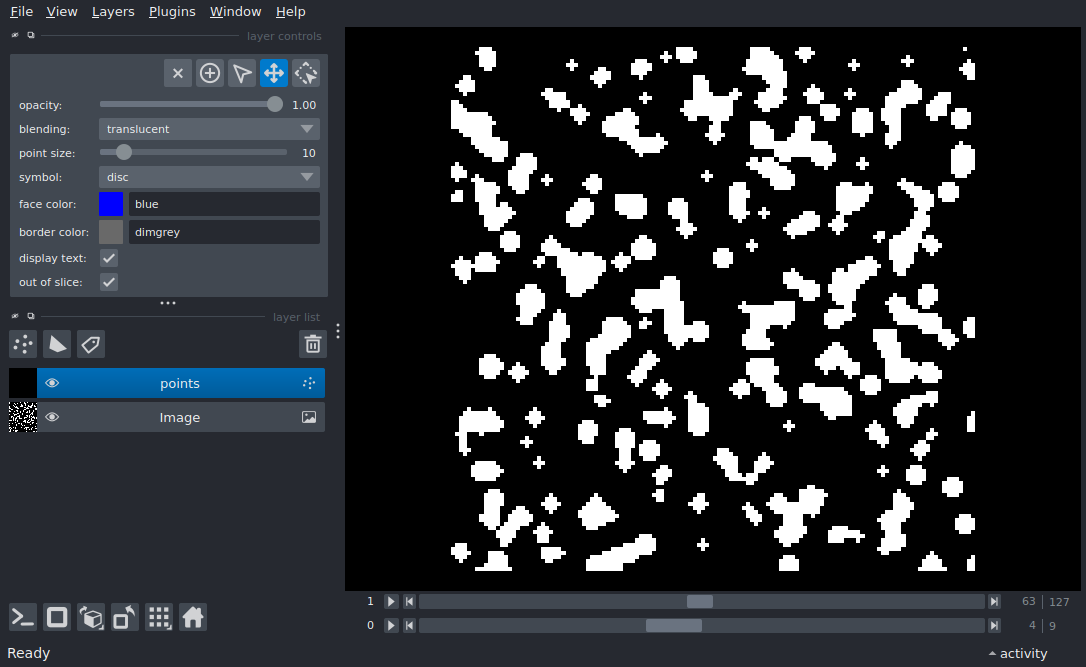 File View Layers Plugins Window Help
layer controls
opacity: 1.00
blending: translucent
point size: 10
symbol: disc
face color: blue
border color: dimgrey
display text:
out of slice:
layer list
points
Image
1 63 127
0 4 9
Ready activity